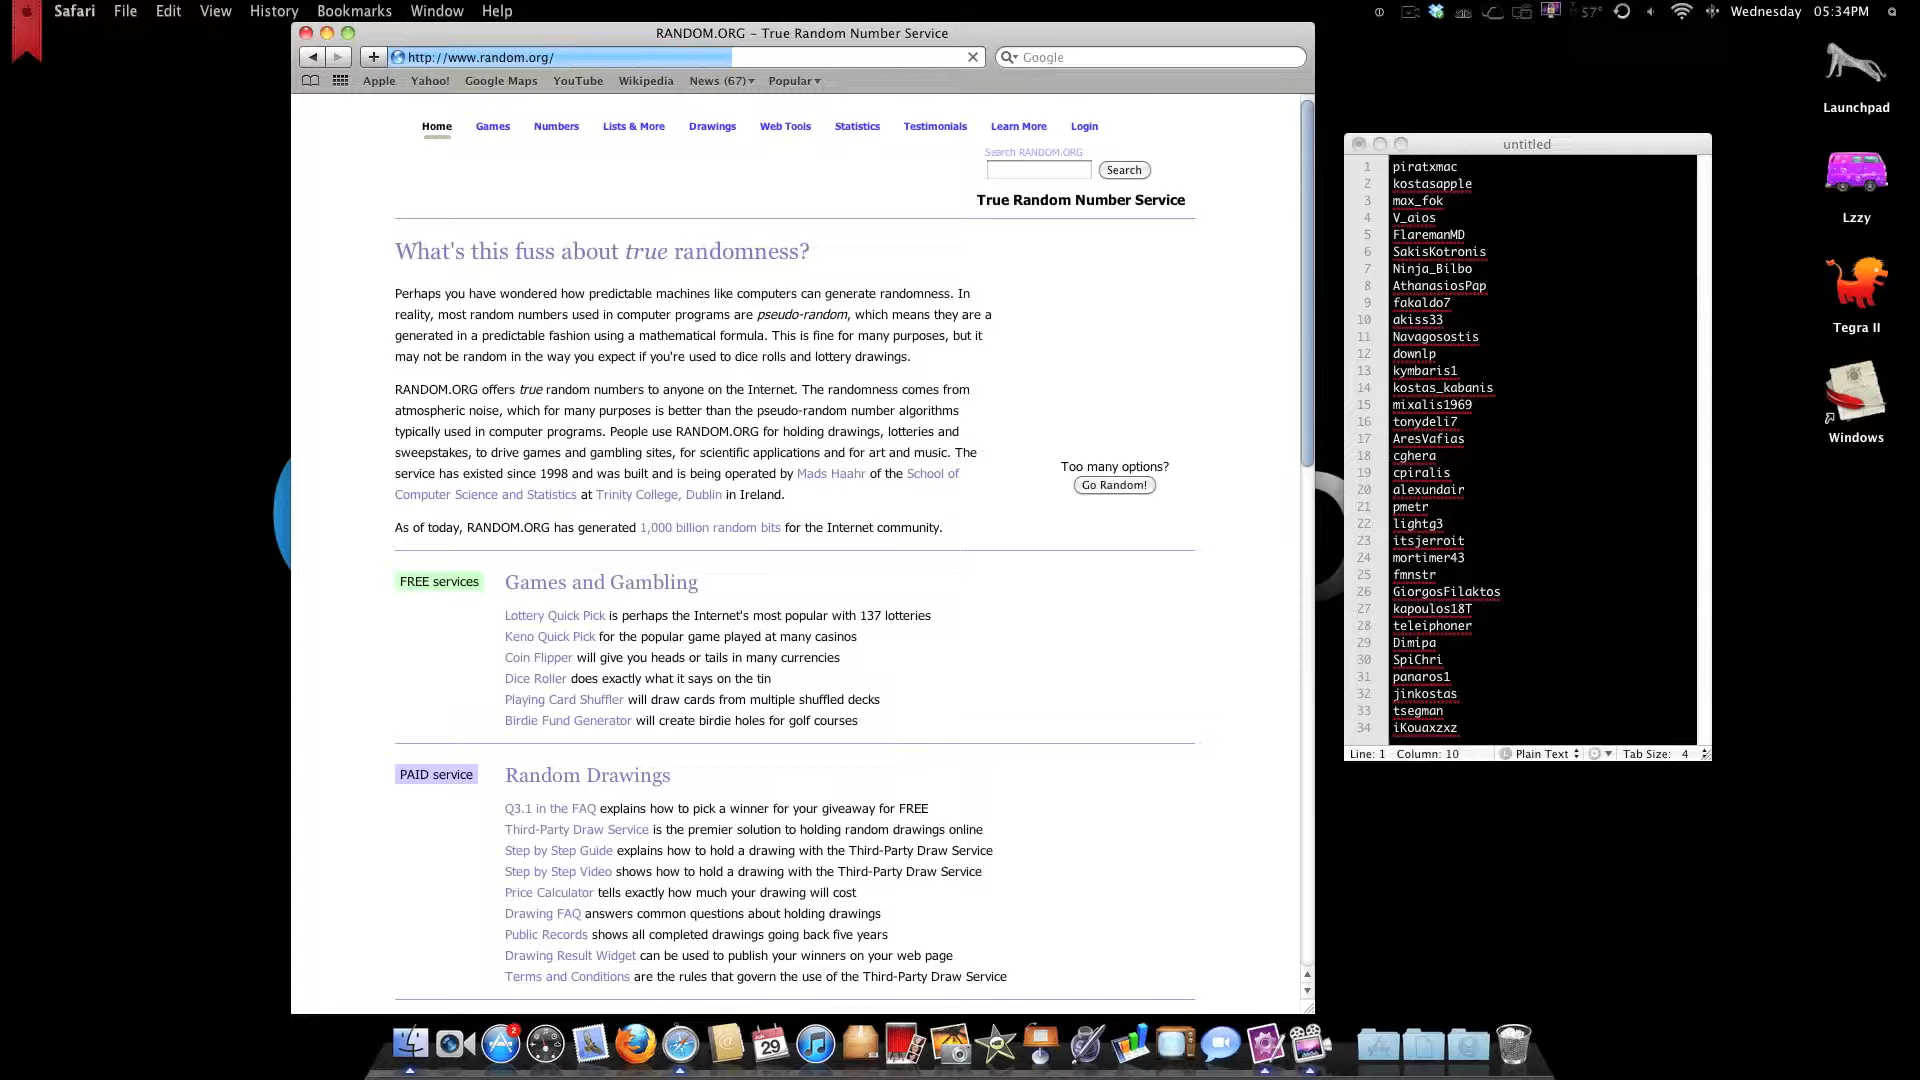 Safari File Edit View History Bookmarks Window Help
57° Wednesday 05:34PM
RANDOM.ORG – True Random Number Service
http://www.random.org/
Google
Apple Yahoo! Google Maps YouTube Wikipedia News (67) Popular
Home Games Numbers Lists & More Drawings Web Tools Statistics Testimonials Learn More Login
Search RANDOM.ORG
Search
True Random Number Service
What's this fuss about true randomness?
Perhaps you have wondered how predictable machines like computers can generate randomness. In
reality, most random numbers used in computer programs are pseudo-random, which means they are a
generated in a predictable fashion using a mathematical formula. This is fine for many purposes, but it
may not be random in the way you expect if you're used to dice rolls and lottery drawings.
RANDOM.ORG offers true random numbers to anyone on the Internet. The randomness comes from
atmospheric noise, which for many purposes is better than the pseudo-random number algorithms
typically used in computer programs. People use RANDOM.ORG for holding drawings, lotteries and
sweepstakes, to drive games and gambling sites, for scientific applications and for art and music. The
service has existed since 1998 and was built and is being operated by Mads Haahr of the School of
Computer Science and Statistics at Trinity College, Dublin in Ireland.
As of today, RANDOM.ORG has generated 1,000 billion random bits for the Internet community.
Too many options?
Go Random!
FREE services
Games and Gambling
Lottery Quick Pick is perhaps the Internet's most popular with 137 lotteries
Keno Quick Pick for the popular game played at many casinos
Coin Flipper will give you heads or tails in many currencies
Dice Roller does exactly what it says on the tin
Playing Card Shuffler will draw cards from multiple shuffled decks
Birdie Fund Generator will create birdie holes for golf courses
PAID service
Random Drawings
Q3.1 in the FAQ explains how to pick a winner for your giveaway for FREE
Third-Party Draw Service is the premier solution to holding random drawings online
Step by Step Guide explains how to hold a drawing with the Third-Party Draw Service
Step by Step Video shows how to hold a drawing with the Third-Party Draw Service
Price Calculator tells exactly how much your drawing will cost
Drawing FAQ answers common questions about holding drawings
Public Records shows all completed drawings going back five years
Drawing Result Widget can be used to publish your winners on your web page
Terms and Conditions are the rules that govern the use of the Third-Party Draw Service
untitled
1 piratxmac
2 kostasapple
3 max_fok
4 V_aios
5 FlaremanMD
6 SakisKotronis
7 Ninja_Bilbo
8 AthanasiosPap
9 fakaldo7
10 akiss33
11 Navagosostis
12 downlp
13 kymbaris1
14 kostas_kabanis
15 mixalis1969
16 tonydeli7
17 AresVafias
18 cghera
19 cpiralis
20 alexundair
21 pmetr
22 lightg3
23 itsjerroit
24 mortimer43
25 fmnstr
26 GiorgosFilaktos
27 kapoulos18T
28 teleiphoner
29 Dimipa
30 SpiChri
31 panaros1
32 jinkostas
33 tsegman
34 iKouaxzxz
Line: 1 Column: 10 Plain Text Tab Size: 4
Launchpad
Lzzy
Tegra II
Windows
2
29